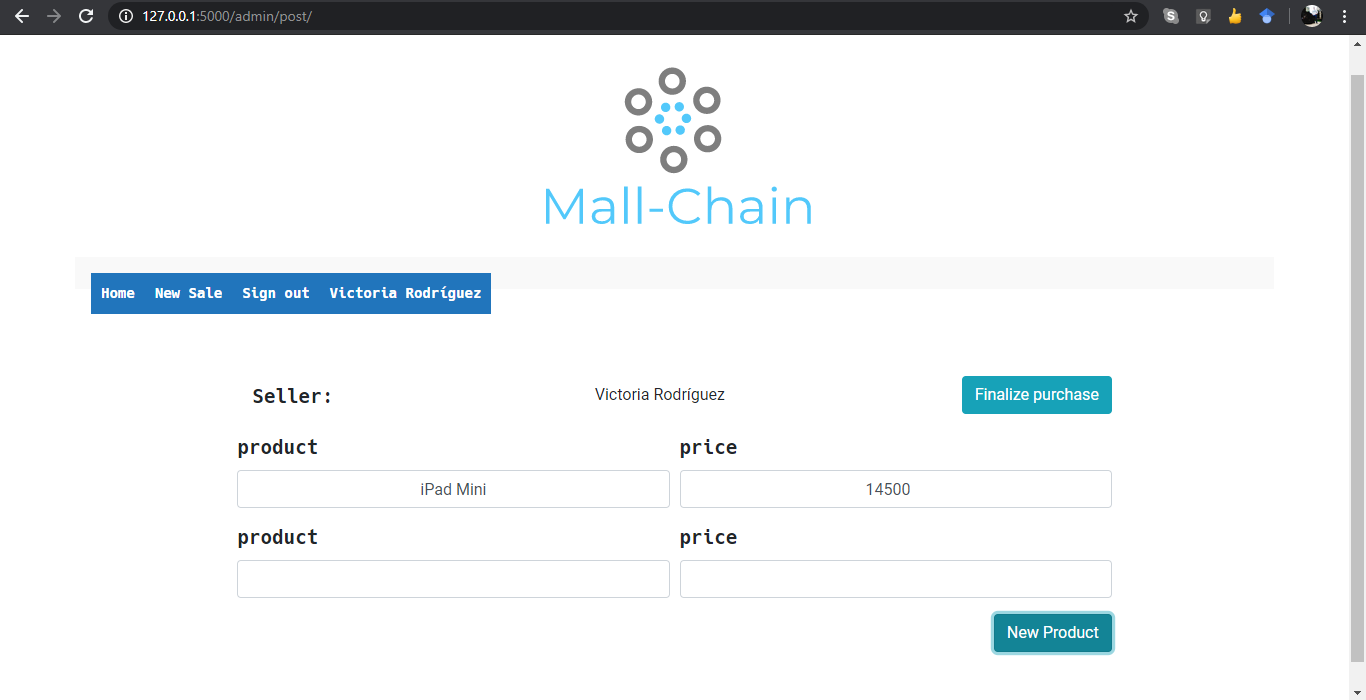 127.0.0.1:5000/admin/post/
Mall-Chain
Home New Sale Sign out Victoria Rodríguez
Seller: Victoria Rodríguez Finalize purchase
product price
iPad Mini 14500
product price
New Product